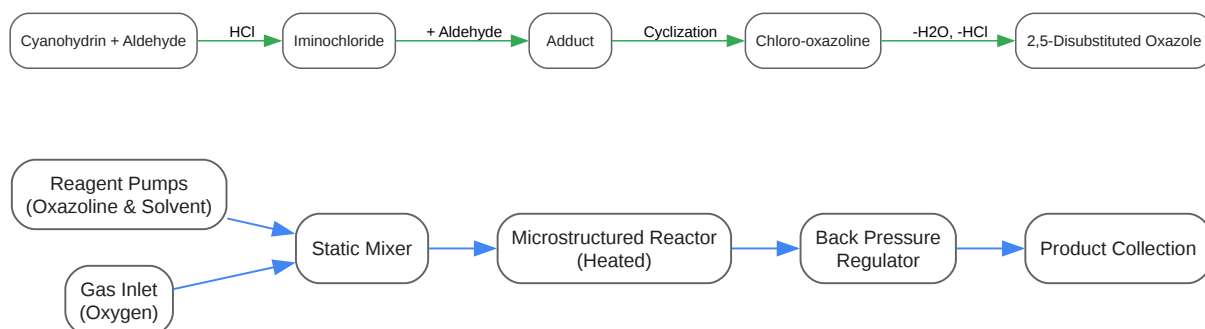 Cyanohydrin + Aldehyde
HCl
Iminochloride
+ Aldehyde
Adduct
Cyclization
Chloro-oxazoline
-H2O, -HCl
2,5-Disubstituted Oxazole
Reagent Pumps
(Oxazoline & Solvent)
Gas Inlet
(Oxygen)
Static Mixer
Microstructured Reactor
(Heated)
Back Pressure
Regulator
Product Collection